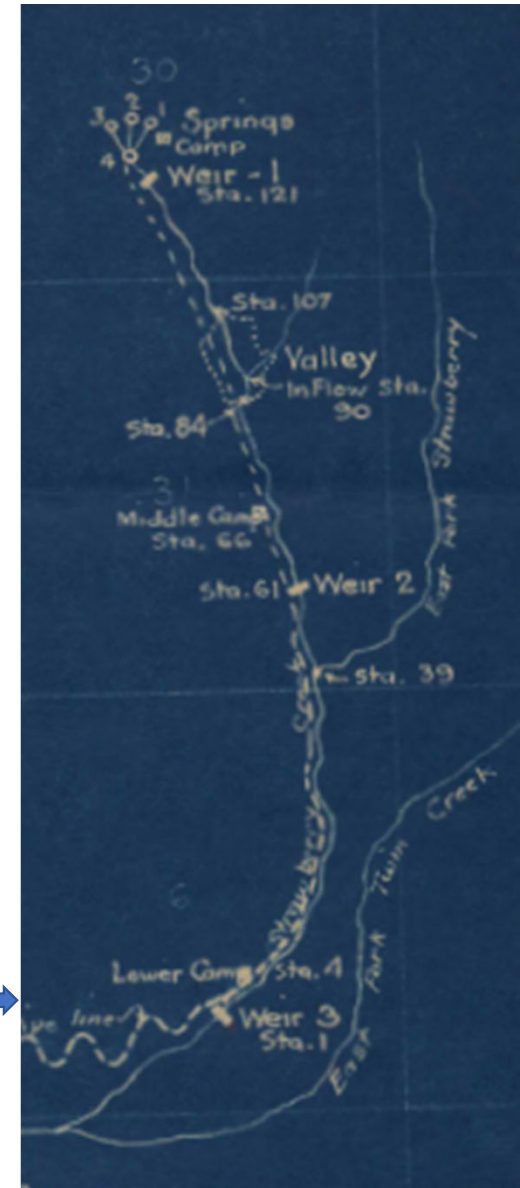 30
3 2 1
4
Springs
Camp
Weir - 1
Sta. 121
Sta. 107
Valley
InFlow Sta.
90
Sta. 84
31
Middle Camp
Sta. 66
Sta. 61
Weir 2
Sta. 39
East Fork Strawberry
Strawberry Creek
6
Lower Camp
Sta. 4
Weir 3
Sta. 1
East Fork Twin Creek
ipe line